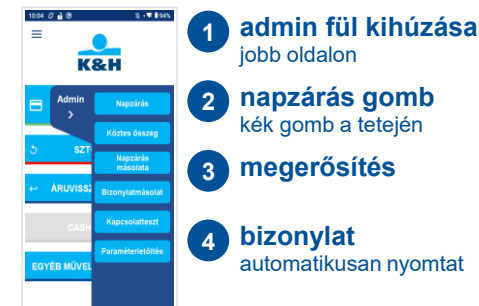 10:04
94%
K&H
Admin
Napzárás
Köztes összeg
SZT
Napzárás
másolata
ÁRUVISSZ
Bizonylatmásolat
CASH
Kapcsolatteszt
Paraméterletöltés
EGYÉB MŰVEL
1 admin fül kihúzása
jobb oldalon
2 napzárás gomb
kék gomb a tetején
3 megerősítés
4 bizonylat
automatikusan nyomtat